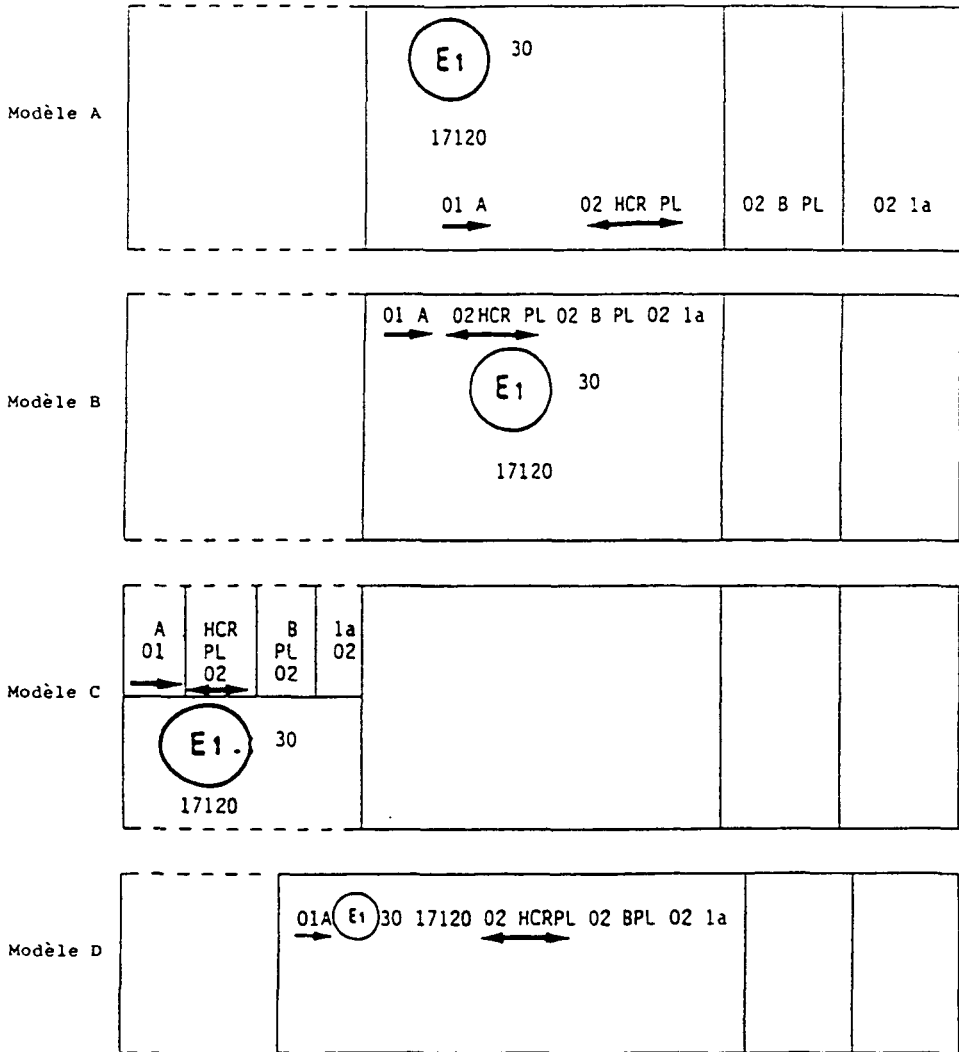 Modèle A
E1 30
17120
01 A 02 HCR PL 02 B PL 02 1a
Modèle B
01 A 02HCR PL 02 B PL 02 1a
E1 30
17120
Modèle C
A HCR B 1a
01 PL PL 02
02 02
E1. 30
17120
Modèle D
01A E1 30 17120 02 HCRPL 02 BPL 02 1a